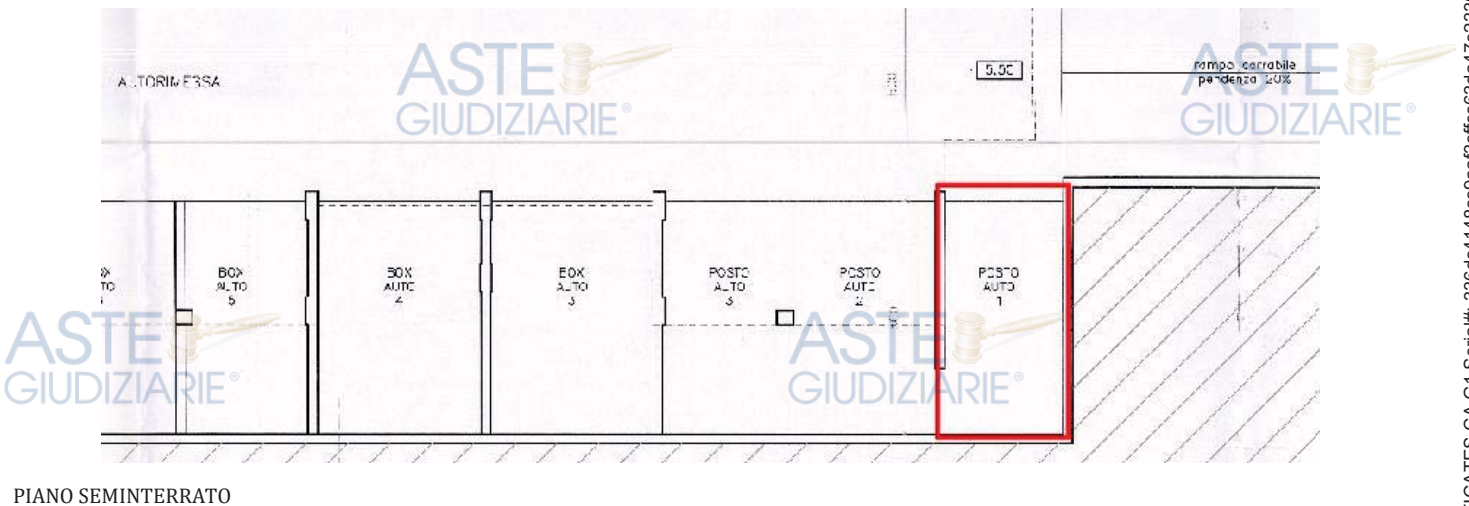 ASTE
GIUDIZIARIE®
ASTE
GIUDIZIARIE®
AUTORIMESSA
5.50
rampa carrabile
pendenza 20%
BOX
AUTO
5
BOX
AUTO
4
BOX
AUTO
3
POSTO
AUTO
3
POSTO
AUTO
2
POSTO
AUTO
1
ASTE
GIUDIZIARIE®
ASTE
GIUDIZIARIE®
PIANO SEMINTERRATO